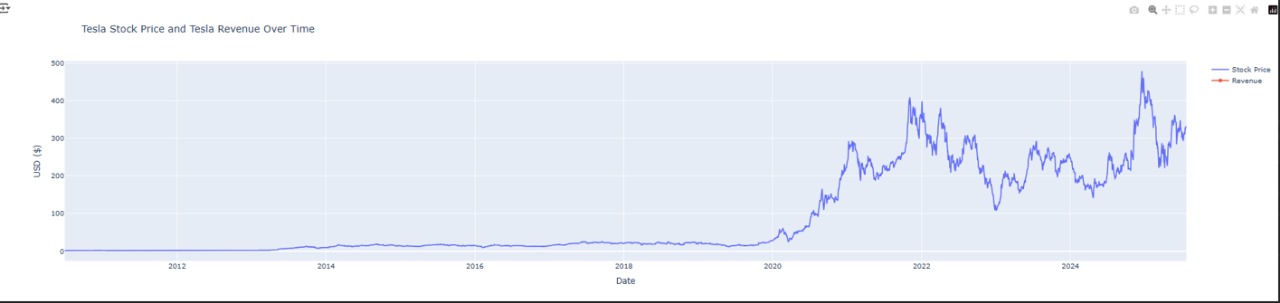 Tesla Stock Price and Tesla Revenue Over Time
500
400
300
200
100
0
USD ($)
2012
2014
2016
2018
2020
2022
2024
Date
Stock Price
Revenue